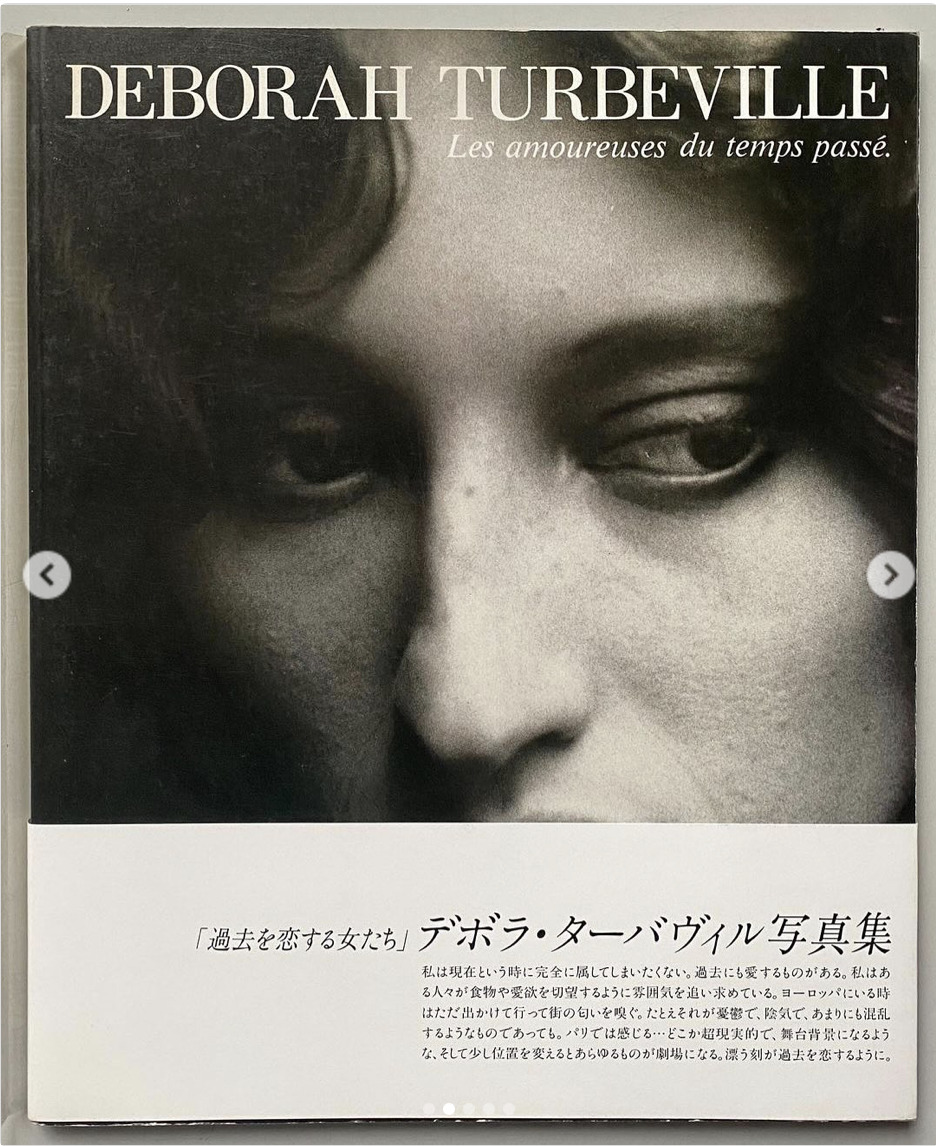 DEBORAH TURBEVILLE
Les amoureuses du temps passé.
「過去を恋する女たち」デボラ・ターバヴィル写真集
私は現在という時に完全に属してしまいたくない。過去にも愛するものがある。私はあ
る人々が食物や愛欲を切望するように雰囲気を追い求めている。ヨーロッパにいる時
はただ出かけて行って街の匂いを嗅ぐ。たとえそれが憂鬱で、陰気で、あまりにも混乱
するようなものであっても。パリでは感じる…どこか超現実的で、舞台背景になるよう
な、そして少し位置を変えるとあらゆるものが劇場になる。漂う刻が過去を恋するように。